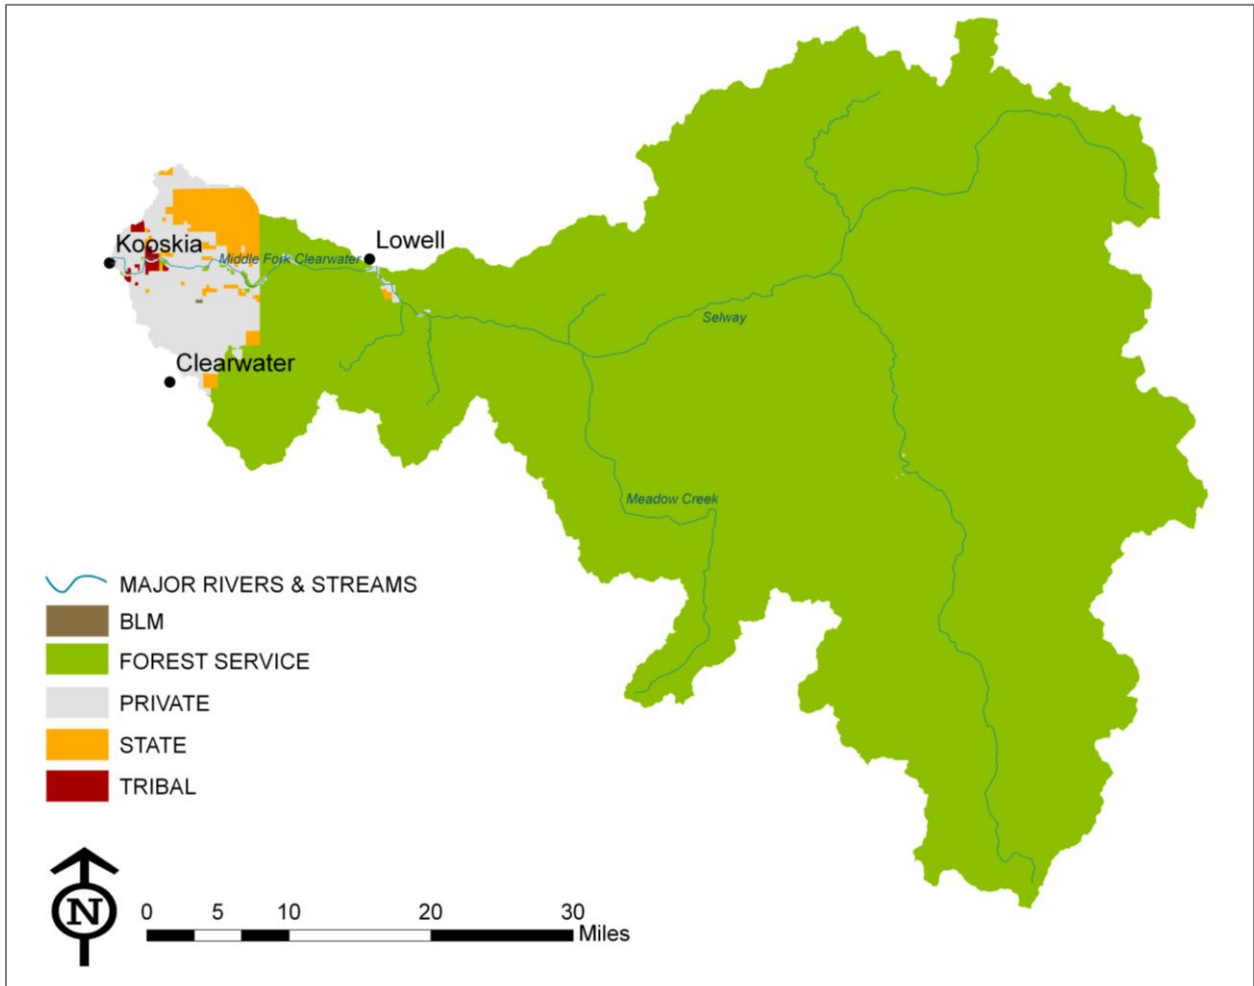 Lowell
Kooskia
Middle Fork Clearwater
Selway
Clearwater
Meadow Creek
MAJOR RIVERS & STREAMS
BLM
FOREST SERVICE
PRIVATE
STATE
TRIBAL
N
0 5 10 20 30
Miles